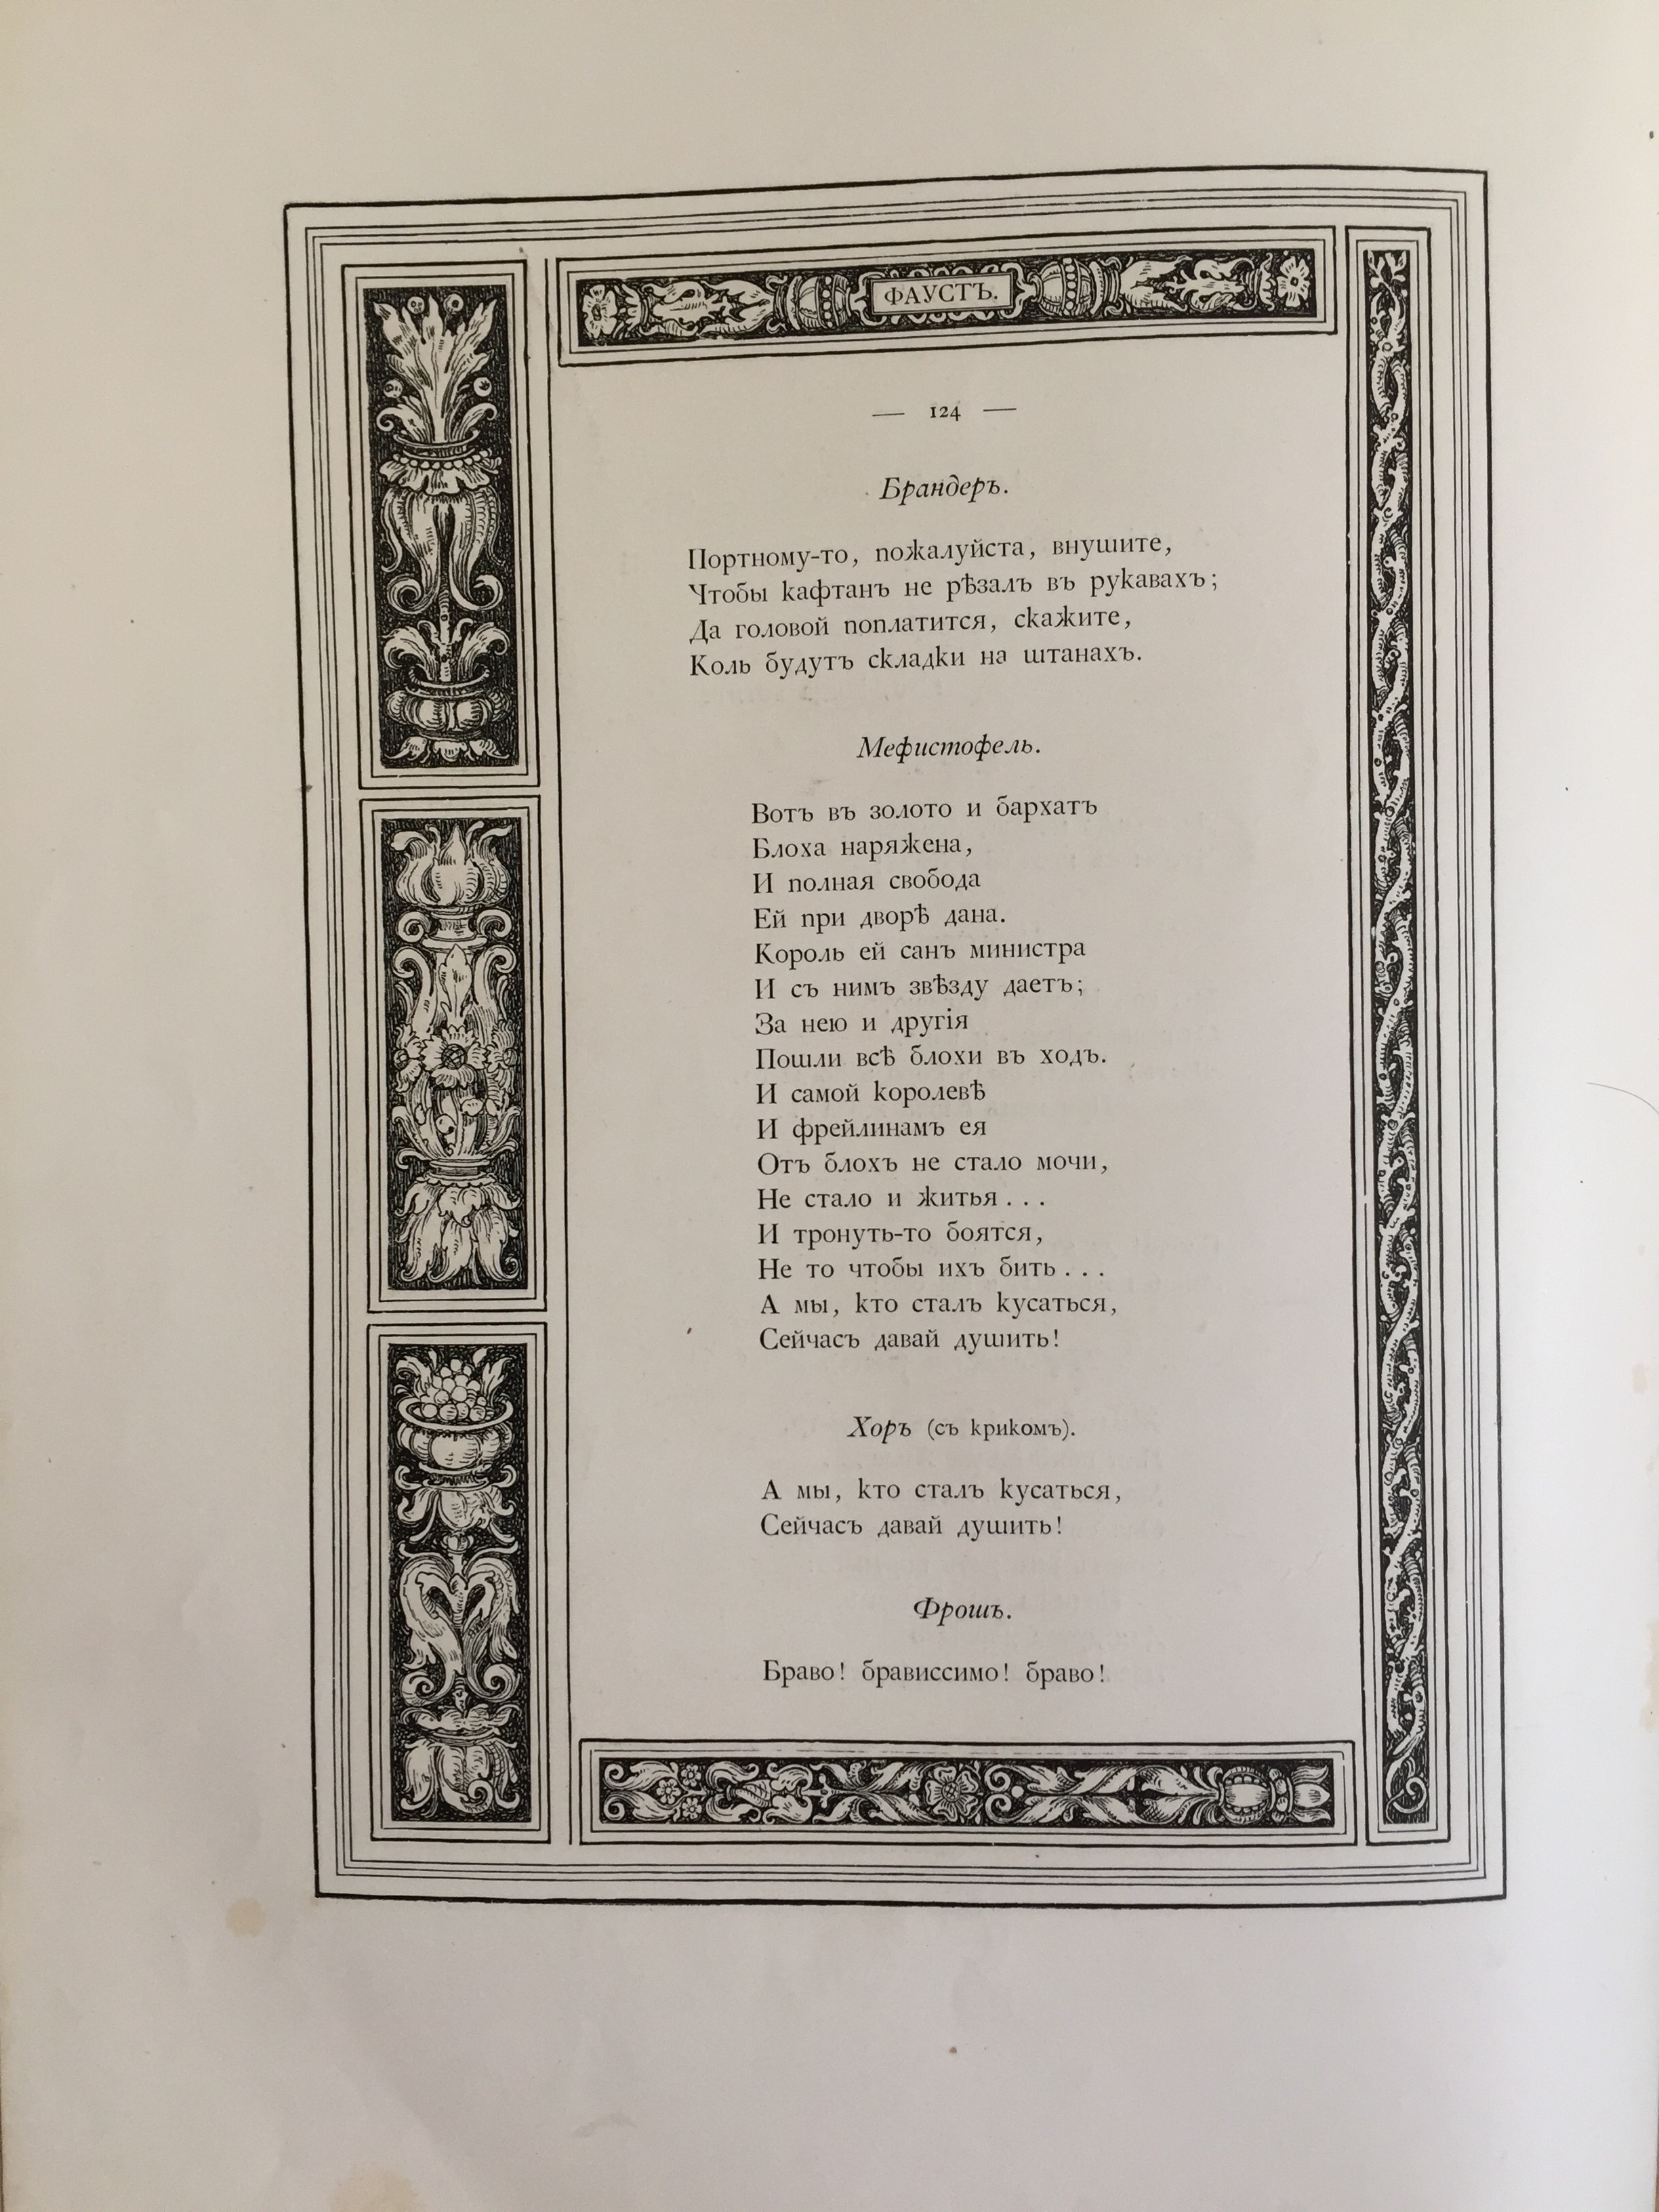 ФАУСТЪ.
— 124 —
Брандеръ.
Портному-то, пожалуйста, внушите,
Чтобы кафтанъ не рѣзалъ въ рукавахъ;
Да головой поплатится, скажите,
Коль будутъ складки на штанахъ.
Мефистофель.
Вотъ въ золото и бархатъ
Блоха наряжена,
И полная свобода
Ей при дворѣ дана.
Король ей санъ министра
И съ нимъ звѣзду даетъ;
За нею и другія
Пошли всѣ блохи въ ходъ.
И самой королевѣ
И фрейлинамъ ея
Отъ блохъ не стало мочи,
Не стало и житья...
И тронуть-то боятся,
Не то чтобы ихъ бить...
А мы, кто сталъ кусаться,
Сейчасъ давай душить!
Хоръ (съ крикомъ).
А мы, кто сталъ кусаться,
Сейчасъ давай душить!
Фрошъ.
Браво! брависсимо! браво!